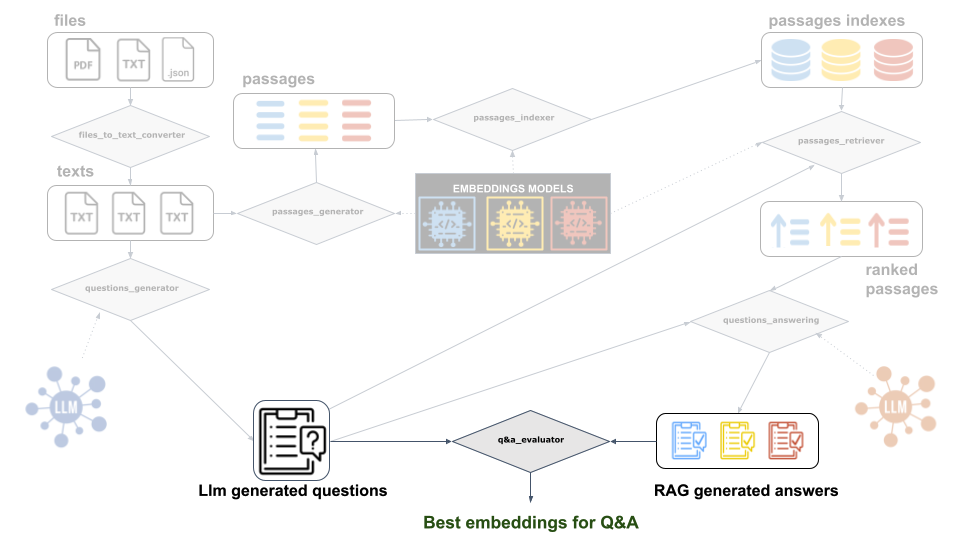 files
PDF
TXT
.json
files_to_text_converter
texts
TXT
TXT
TXT
passages
passages_generator
passages_indexer
EMBEDDINGS MODELS
</>
</>
</>
passages indexes
passages_retriever
ranked
passages
questions_generator
LLM
questions_answering
LLM
?
Llm generated questions
q&a_evaluator
RAG generated answers
Best embeddings for Q&A